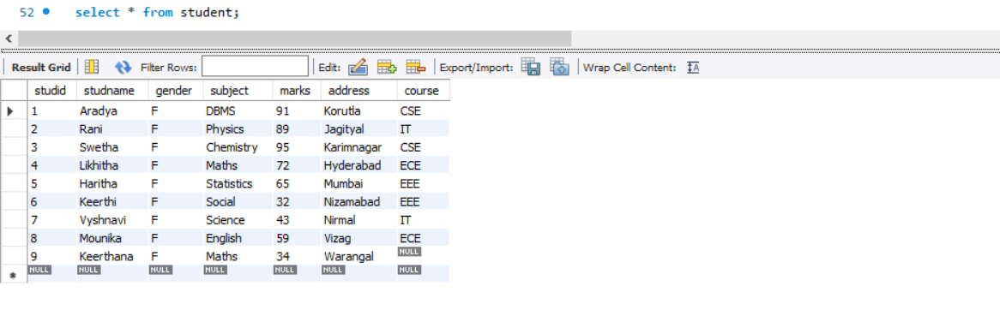 52 select * from student;
Result Grid Filter Rows: Edit: Export/Import: Wrap Cell Content: IA
studid studname gender subject marks address course
1 Aradya F DBMS 91 Korutla CSE
2 Rani F Physics 89 Jagityal IT
3 Swetha F Chemistry 95 Karimnagar CSE
4 Likhitha F Maths 72 Hyderabad ECE
5 Haritha F Statistics 65 Mumbai EEE
6 Keerthi F Social 32 Nizamabad EEE
7 Vyshnavi F Science 43 Nirmal IT
8 Mounika F English 59 Vizag ECE
9 Keerthana F Maths 34 Warangal NULL
NULL NULL NULL NULL NULL NULL NULL